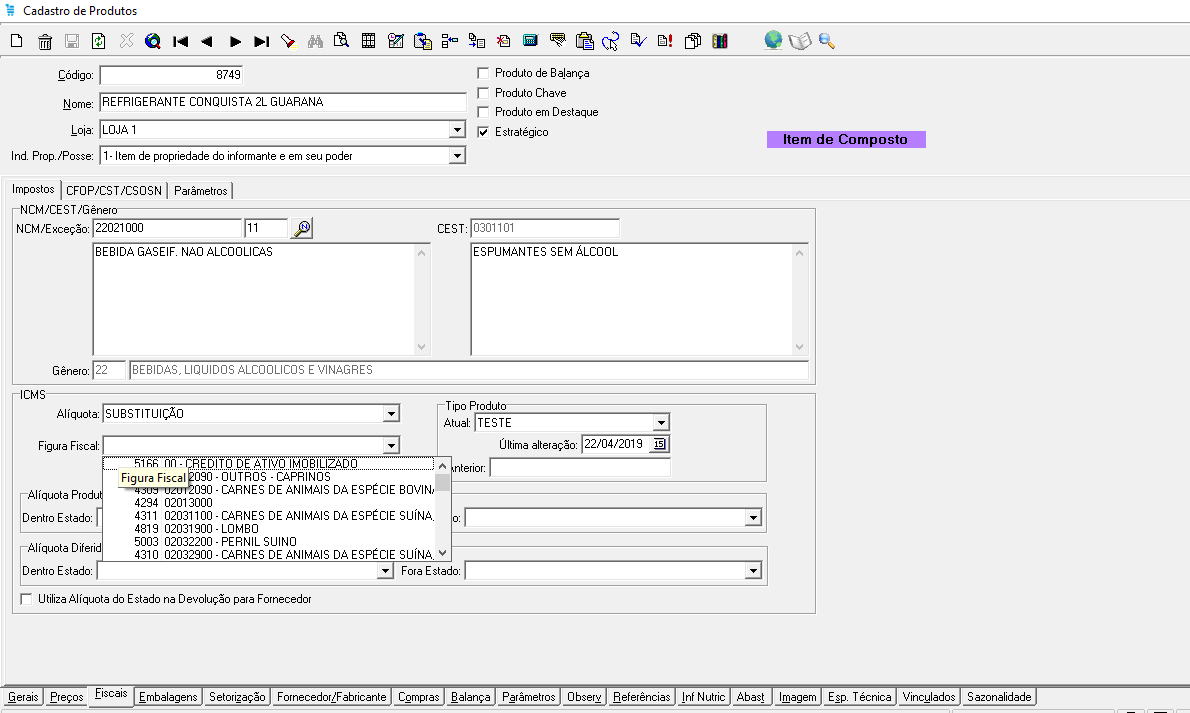 Cadastro de Produtos
Código: 8749
Nome: REFRIGERANTE CONQUISTA 2L GUARANA
Loja: LOJA 1
Ind. Prop./Posse: 1- Item de propriedade do informante e em seu poder
Produto de Balança
Produto Chave
Produto em Destaque
Estratégico
Item de Composto
Impostos CFOP/CST/CSOSN Parâmetros
NCM/CEST/Gênero
NCM/Exceção: 22021000 11 CEST: 0301101
BEBIDA GASEIF. NAO ALCOOLICAS
ESPUMANTES SEM ÁLCOOL
Gênero: 22 BEBIDAS, LIQUIDOS ALCOOLICOS E VINAGRES
ICMS
Alíquota: SUBSTITUIÇÃO
Figura Fiscal:
5166 00 - CREDITO DE ATIVO IMOBILIZADO
2090 - OUTROS - CAPRINOS
Figura Fiscal
4309 02012090 - CARNES DE ANIMAIS DA ESPÉCIE BOVIN
4294 02013000
4311 02031100 - CARNES DE ANIMAIS DA ESPÉCIE SUÍNA,
4819 02031900 - LOMBO
5003 02032200 - PERNIL SUINO
4310 02032900 - CARNES DE ANIMAIS DA ESPÉCIE SUÍNA,
Tipo Produto
Atual: TESTE
Última alteração: 22/04/2019 15
Anterior:
Alíquota Produt
Dentro Estado: o:
Alíquota Diferid
Dentro Estado: Fora Estado:
Utiliza Alíquota do Estado na Devolução para Fornecedor
Gerais Preços Fiscais Embalagens Setorização Fornecedor/Fabricante Compras Balança Parâmetros Observ Referências Inf Nutric Abast Imagem Esp. Técnica Vinculados Sazonalidade